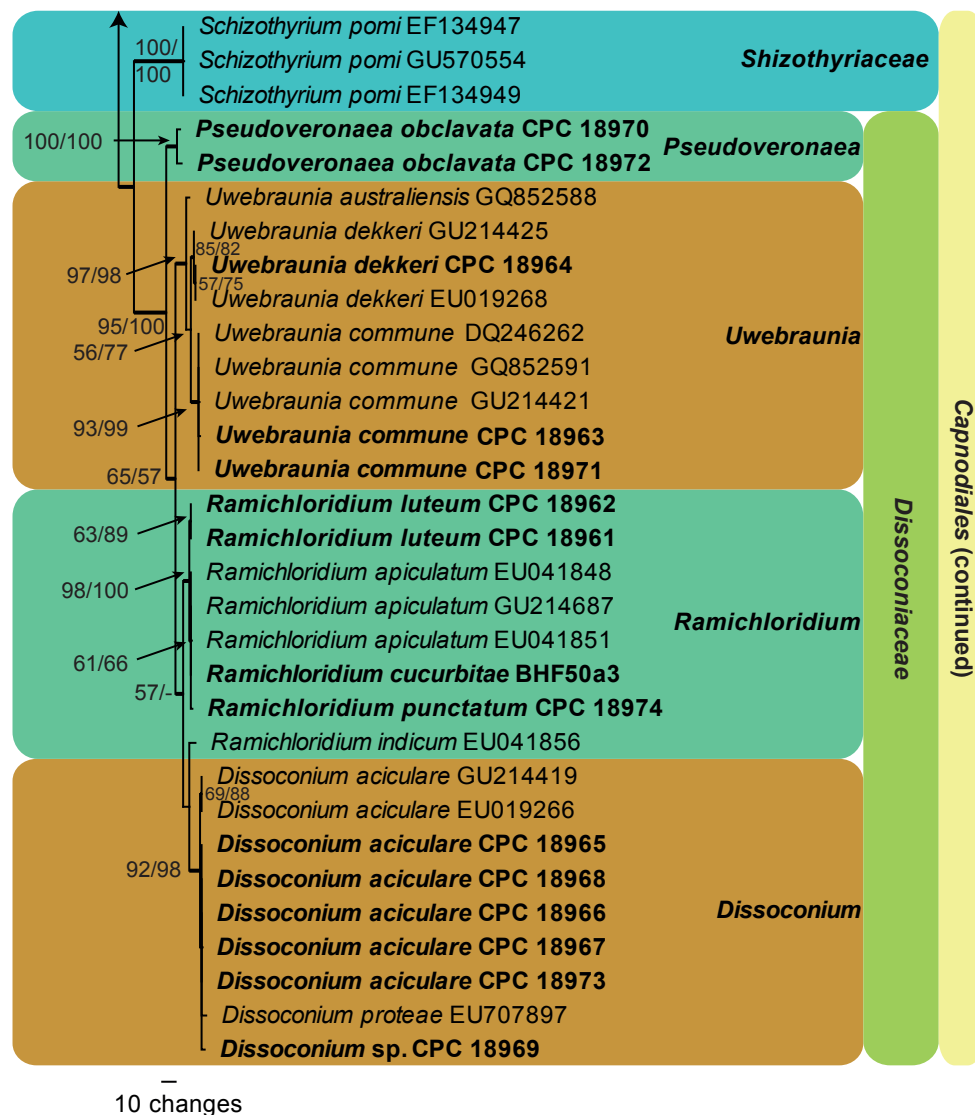 Schizothyrium pomi EF134947
100/
100
Schizothyrium pomi GU570554
Shizothyriaceae
Schizothyrium pomi EF134949
100/100
Pseudoveronaea obclavata CPC 18970
Pseudoveronaea
Pseudoveronaea obclavata CPC 18972
Uwebraunia australiensis GQ852588
Uwebraunia dekkeri GU214425
85/82
97/98
Uwebraunia dekkeri CPC 18964
57/75
Uwebraunia dekkeri EU019268
95/100
Uwebraunia commune DQ246262
Uwebraunia
56/77
Uwebraunia commune GQ852591
Uwebraunia commune GU214421
93/99
Uwebraunia commune CPC 18963
Uwebraunia commune CPC 18971
65/57
Ramichloridium luteum CPC 18962
63/89
Ramichloridium luteum CPC 18961
Ramichloridium apiculatum EU041848
98/100
Ramichloridium apiculatum GU214687
Ramichloridium
Ramichloridium apiculatum EU041851
61/66
Ramichloridium cucurbitae BHF50a3
57/-
Ramichloridium punctatum CPC 18974
Ramichloridium indicum EU041856
Dissoconium aciculare GU214419
69/88
Dissoconium aciculare EU019266
Dissoconium aciculare CPC 18965
92/98
Dissoconium aciculare CPC 18968
Dissoconium aciculare CPC 18966
Dissoconium
Dissoconium aciculare CPC 18967
Dissoconium aciculare CPC 18973
Dissoconium proteae EU707897
Dissoconium sp. CPC 18969
Dissoconiaceae
Capnodiales (continued)
10 changes